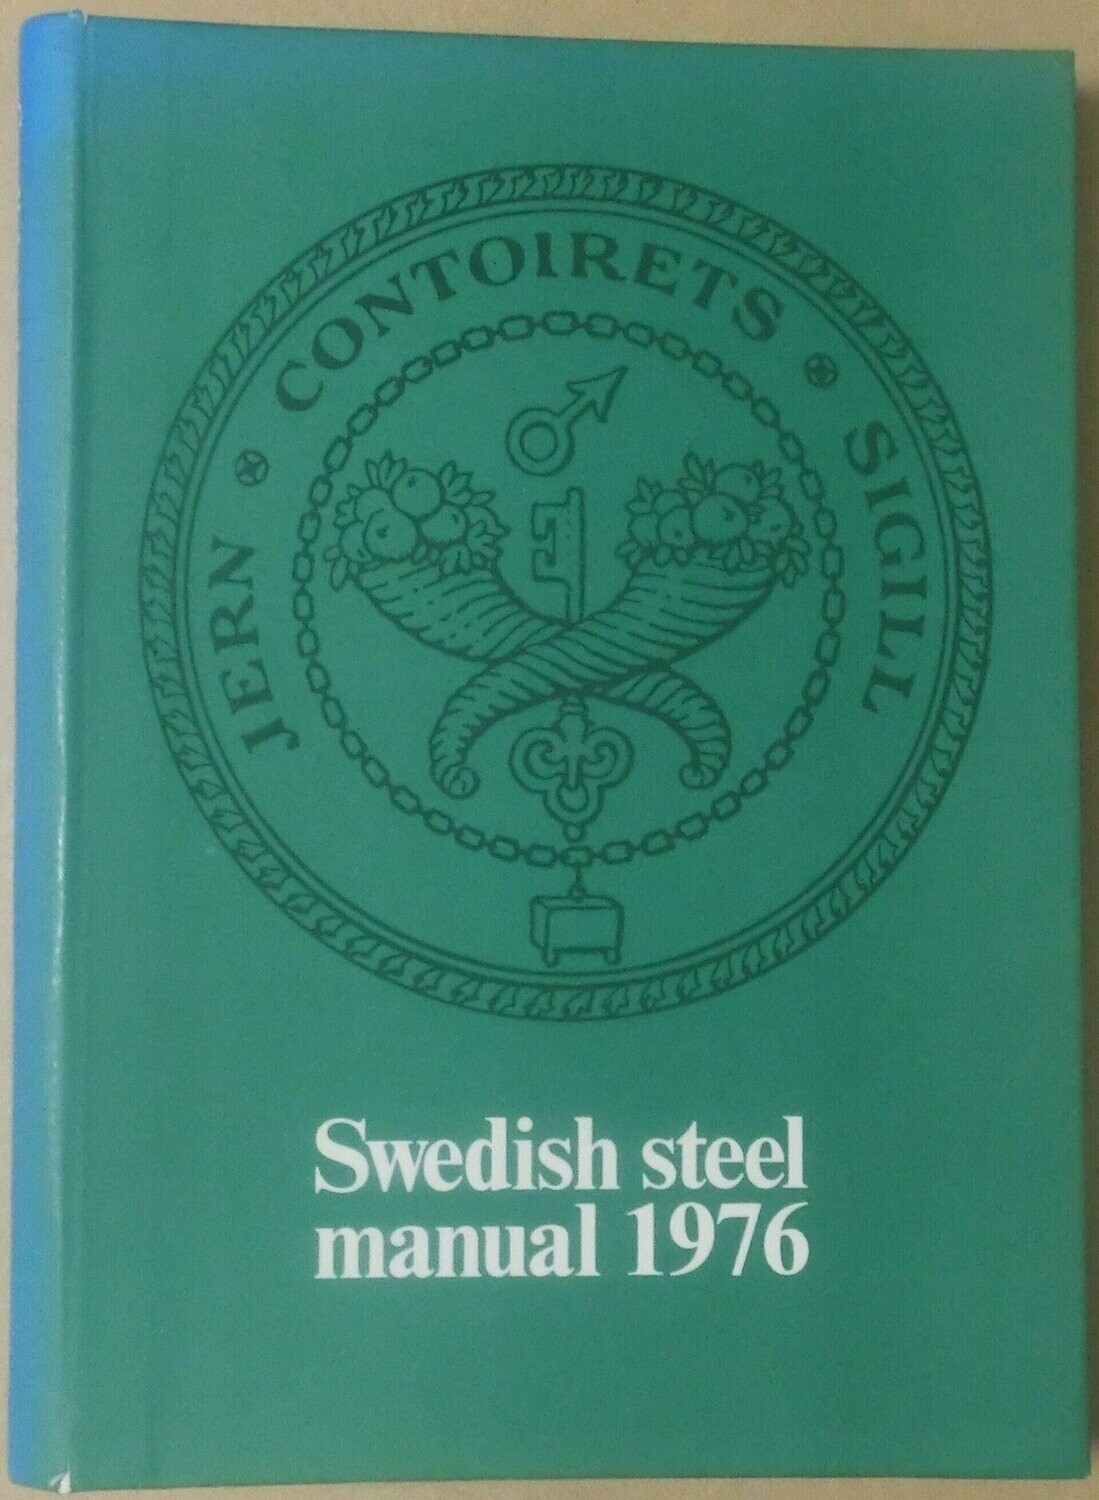 JERN CONTOIRETS SIGILL
Swedish steel
manual 1976